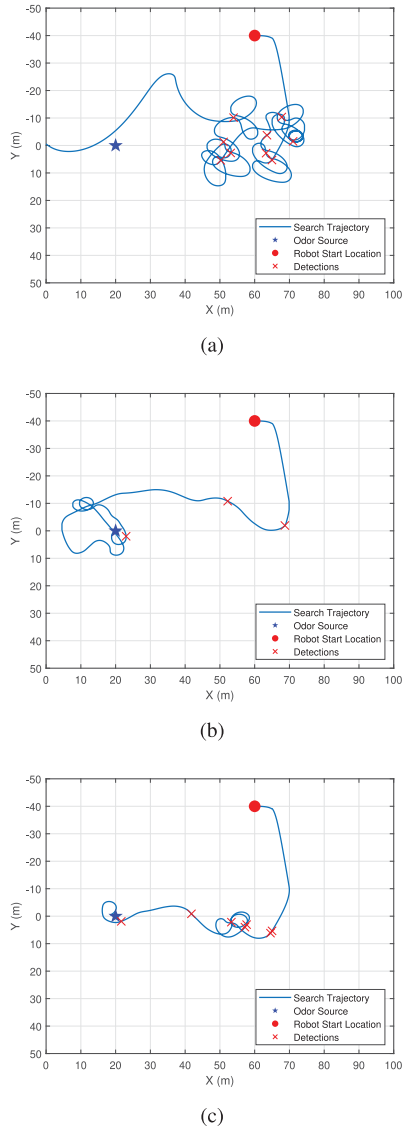 -50
-40
-30
-20
-10
0
10
20
30
40
50
Y (m)
Search Trajectory
Odor Source
Robot Start Location
Detections
0 10 20 30 40 50 60 70 80 90 100
X (m)
(a)
-50
-40
-30
-20
-10
0
10
20
30
40
50
Y (m)
Search Trajectory
Odor Source
Robot Start Location
Detections
0 10 20 30 40 50 60 70 80 90 100
X (m)
(b)
-50
-40
-30
-20
-10
0
10
20
30
40
50
Y (m)
Search Trajectory
Odor Source
Robot Start Location
Detections
0 10 20 30 40 50 60 70 80 90 100
X (m)
(c)